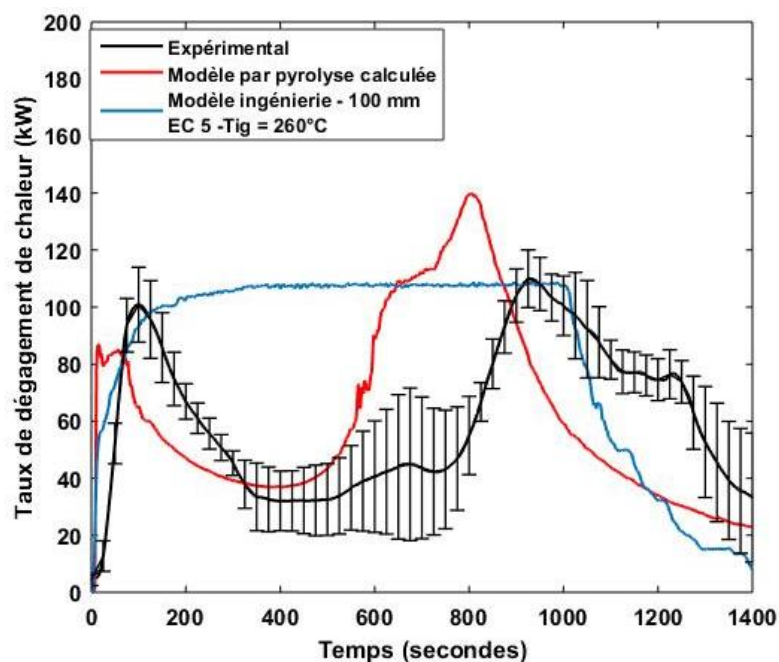 200
180
160
140
120
100
80
60
40
20
0
Taux de dégagement de chaleur (kW)
Expérimental
Modèle par pyrolyse calculée
Modèle ingénierie - 100 mm
EC 5 -Tig = 260°C
0 200 400 600 800 1000 1200 1400
Temps (secondes)